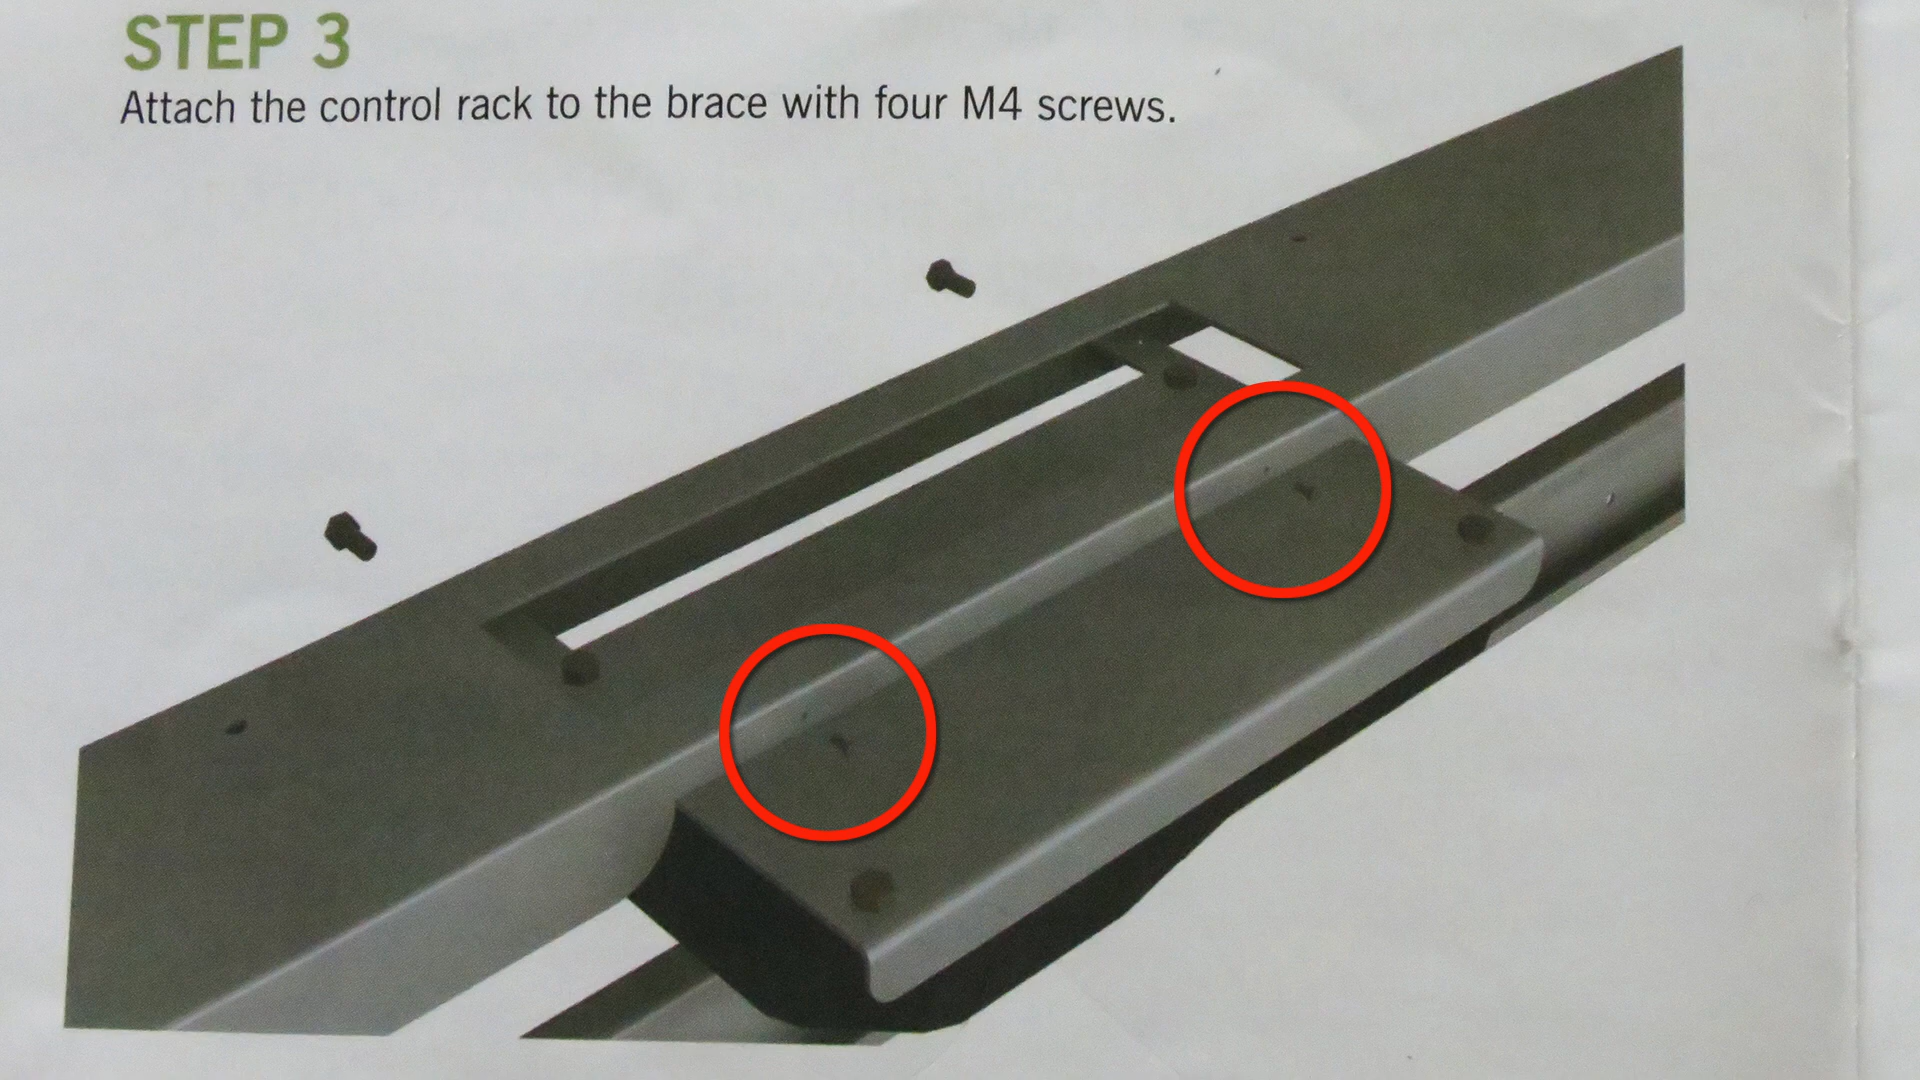 STEP 3
Attach the control rack to the brace with four M4 screws.